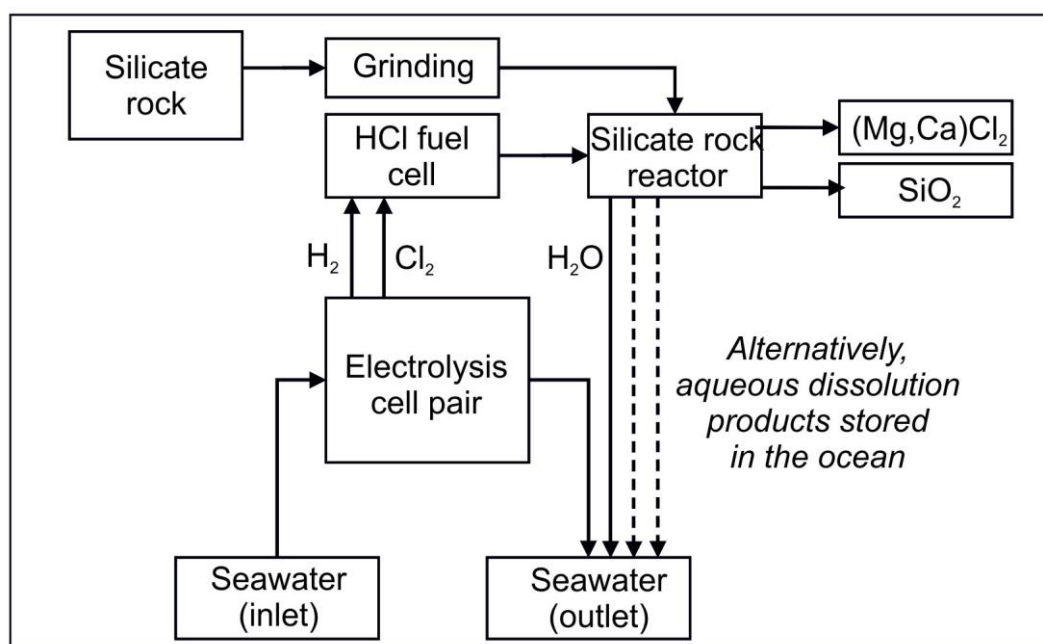 Silicate
rock
Grinding
HCl fuel
cell
Silicate rock
reactor
(Mg,Ca)Cl₂
SiO₂
H₂
Cl₂
H₂O
Electrolysis
cell pair
Alternatively,
aqueous dissolution
products stored
in the ocean
Seawater
(inlet)
Seawater
(outlet)